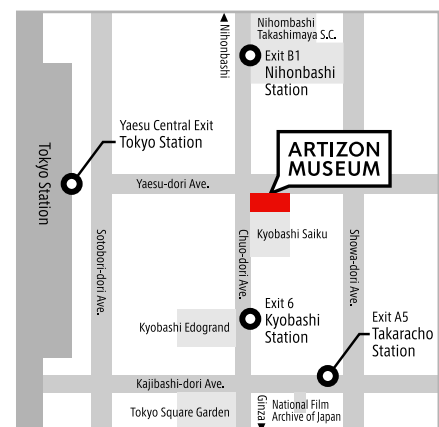 Nihombashi
Takashimaya S.C.
Nihonbashi
Exit B1
Nihonbashi
Station
Yaesu Central Exit
Tokyo Station
ARTIZON
MUSEUM
Tokyo Station
Yaesu-dori Ave.
Kyobashi Saiku
Sotobori-dori Ave.
Chuo-dori Ave.
Showa-dori Ave.
Exit 6
Kyobashi
Station
Kyobashi Edogrand
Exit A5
Takaracho
Station
Kajibashi-dori Ave.
Tokyo Square Garden
Ginza
National Film
Archive of Japan